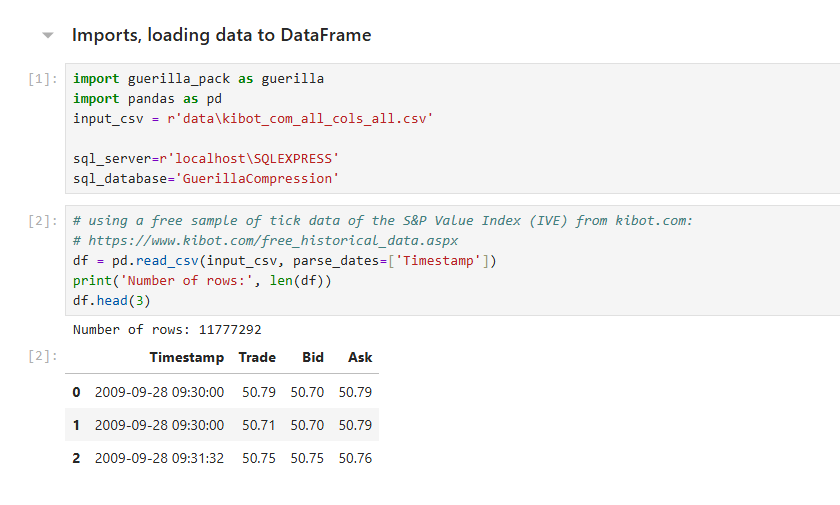 Imports, loading data to DataFrame
[1]: import guerilla_pack as guerilla
import pandas as pd
input_csv = r'data\kibot_com_all_cols_all.csv'
sql_server=r'localhost\SQLEXPRESS'
sql_database='GuerillaCompression'
[2]: # using a free sample of tick data of the S&P Value Index (IVE) from kibot.com:
# https://www.kibot.com/free_historical_data.aspx
df = pd.read_csv(input_csv, parse_dates=['Timestamp'])
print('Number of rows:', len(df))
df.head(3)
Number of rows: 11777292
[2]: Timestamp Trade Bid Ask
0 2009-09-28 09:30:00 50.79 50.70 50.79
1 2009-09-28 09:30:00 50.71 50.70 50.79
2 2009-09-28 09:31:32 50.75 50.75 50.76